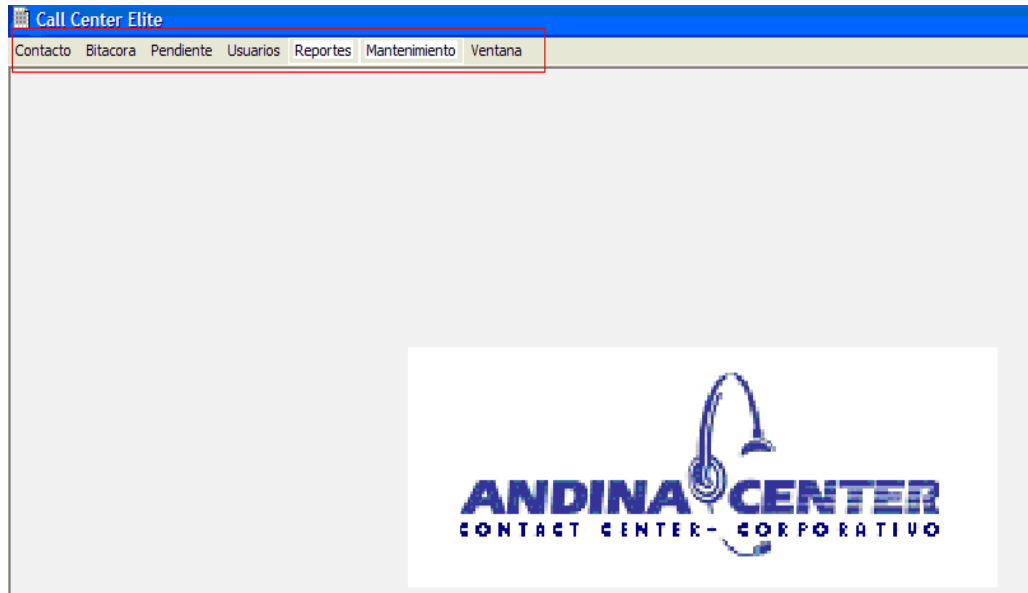 Call Center Elite
Contacto Bitacora Pendiente Usuarios Reportes Mantenimiento Ventana
ANDINA CENTER
CONTACT CENTER- CORPORATIVO